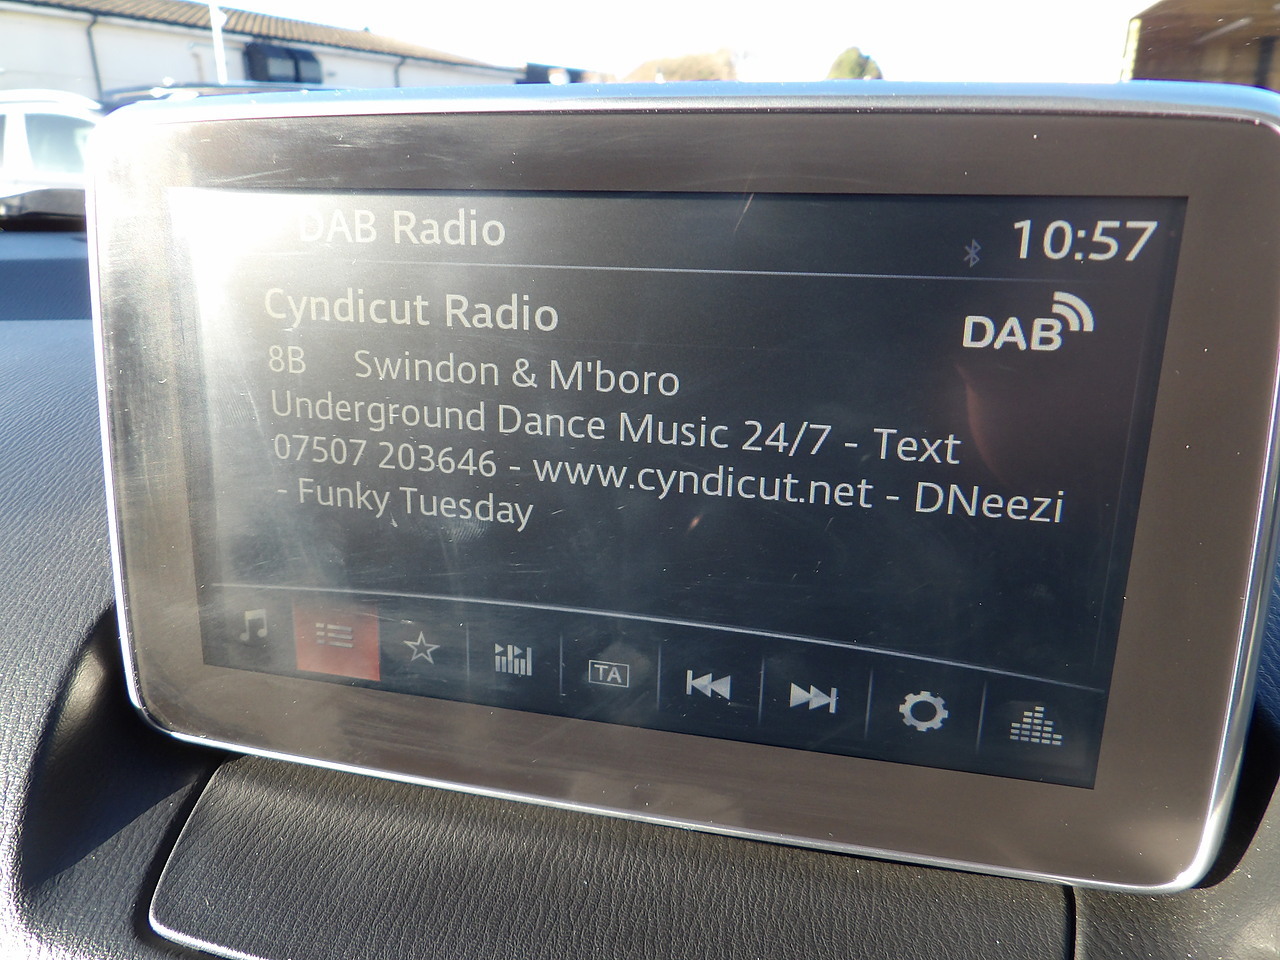 DAB Radio
10:57
Cyndicut Radio
DAB
8B Swindon & M'boro
Underground Dance Music 24/7 - Text
07507 203646 - www.cyndicut.net - DNeezi
- Funky Tuesday
TA